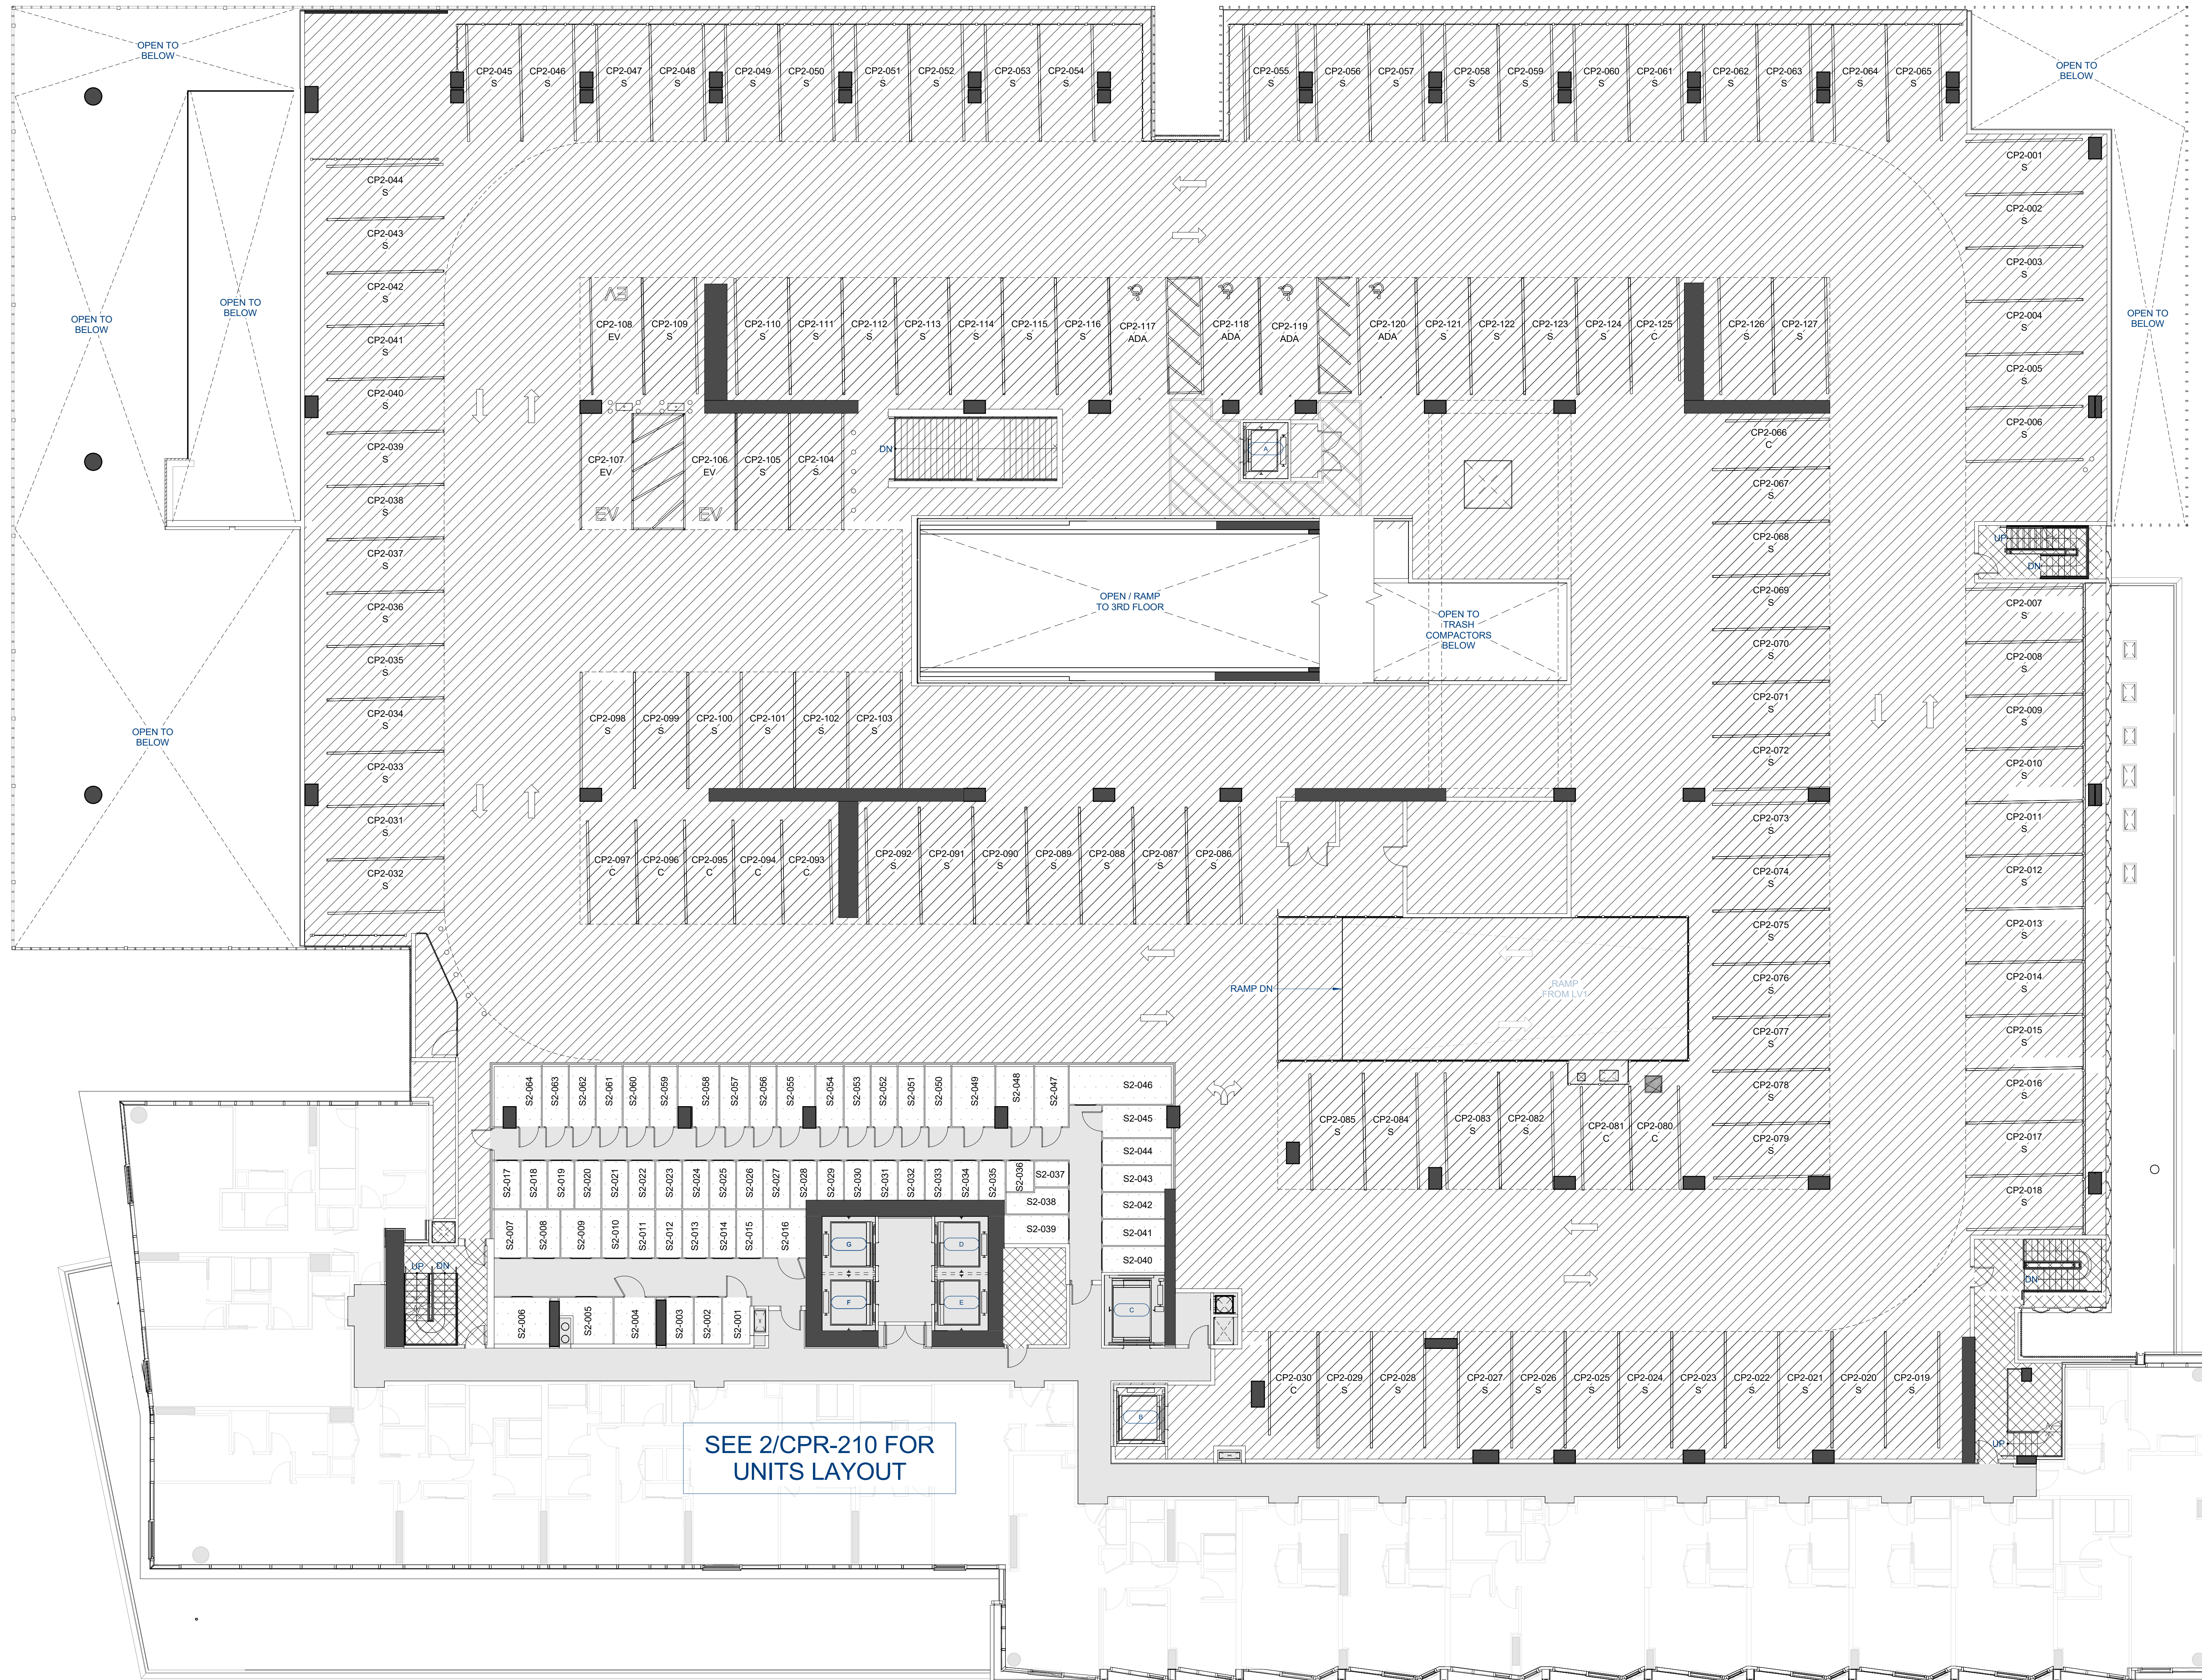 OPEN TO
BELOW
OPEN TO
BELOW
CP2-045
S
CP2-046
S
CP2-047
S
CP2-048
S
CP2-049
S
CP2-050
S
CP2-051
S
CP2-052
S
CP2-053
S
CP2-054
S
CP2-055
S
CP2-056
S
CP2-057
S
CP2-058
S
CP2-059
S
CP2-060
S
CP2-061
S
CP2-062
S
CP2-063
S
CP2-064
S
CP2-065
S
CP2-044
S
CP2-043
S
CP2-042
S
CP2-041
S
CP2-040
S
CP2-039
S
CP2-038
S
CP2-037
S
CP2-036
S
CP2-035
S
CP2-034
S
CP2-033
S
CP2-031
S
CP2-032
S
OPEN TO
BELOW
OPEN TO
BELOW
OPEN TO
BELOW
OPEN TO
BELOW
CP2-001
S
CP2-002
S
CP2-003
S
CP2-004
S
CP2-005
S
CP2-006
S
EV
CP2-108
EV
CP2-109
S
CP2-110
S
CP2-111
S
CP2-112
S
CP2-113
S
CP2-114
S
CP2-115
S
CP2-116
S
CP2-117
ADA
CP2-118
ADA
CP2-119
ADA
CP2-120
ADA
CP2-121
S
CP2-122
S
CP2-123
S
CP2-124
S
CP2-125
C
CP2-126
S
CP2-127
S
CP2-107
EV
EV
CP2-106
EV
EV
CP2-105
S
CP2-104
S
DN
A
CP2-066
C
CP2-067
S
CP2-068
S
CP2-069
S
CP2-070
S
CP2-071
S
CP2-072
S
CP2-073
S
CP2-074
S
CP2-075
S
CP2-076
S
CP2-077
S
CP2-078
S
CP2-079
S
UP
DN
CP2-007
S
CP2-008
S
CP2-009
S
CP2-010
S
CP2-011
S
CP2-012
S
CP2-013
S
CP2-014
S
CP2-015
S
CP2-016
S
CP2-017
S
CP2-018
S
OPEN / RAMP
TO 3RD FLOOR
OPEN TO
TRASH
COMPACTORS
BELOW
CP2-098
S
CP2-099
S
CP2-100
S
CP2-101
S
CP2-102
S
CP2-103
S
CP2-097
C
CP2-096
C
CP2-095
C
CP2-094
C
CP2-093
C
CP2-092
S
CP2-091
S
CP2-090
S
CP2-089
S
CP2-088
S
CP2-087
S
CP2-086
S
RAMP DN
RAMP
FROM LV1
CP2-085
S
CP2-084
S
CP2-083
S
CP2-082
S
CP2-081
C
CP2-080
C
S2-064
S2-063
S2-062
S2-061
S2-060
S2-059
S2-058
S2-057
S2-056
S2-055
S2-054
S2-053
S2-052
S2-051
S2-050
S2-049
S2-048
S2-047
S2-046
S2-045
S2-044
S2-043
S2-042
S2-041
S2-040
S2-017
S2-018
S2-019
S2-020
S2-021
S2-022
S2-023
S2-024
S2-025
S2-026
S2-027
S2-028
S2-029
S2-030
S2-031
S2-032
S2-033
S2-034
S2-035
S2-036
S2-037
S2-038
S2-039
S2-007
S2-008
S2-009
S2-010
S2-011
S2-012
S2-013
S2-014
S2-015
S2-016
S2-006
S2-005
S2-004
S2-003
S2-002
S2-001
UP
DN
G
D
F
E
C
B
DN
UP
CP2-030
C
CP2-029
S
CP2-028
S
CP2-027
S
CP2-026
S
CP2-025
S
CP2-024
S
CP2-023
S
CP2-022
S
CP2-021
S
CP2-020
S
CP2-019
S
SEE 2/CPR-210 FOR
UNITS LAYOUT